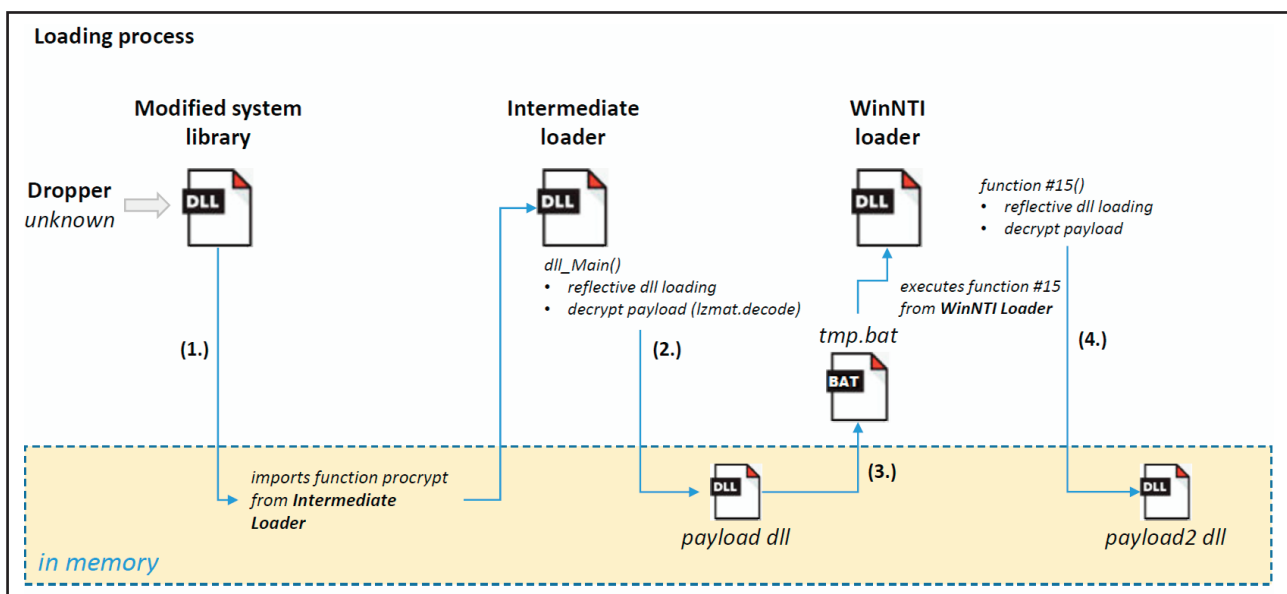 Loading process
Modified system
library
Intermediate
loader
WinNTI
loader
Dropper
unknown
DLL
DLL
DLL
function #15()
• reflective dll loading
• decrypt payload
dll_Main()
• reflective dll loading
• decrypt payload (lzmat.decode)
executes function #15
from WinNTI Loader
tmp.bat
BAT
(1.)
(2.)
(4.)
imports function procrypt
from Intermediate
Loader
DLL
payload dll
(3.)
DLL
payload2 dll
in memory